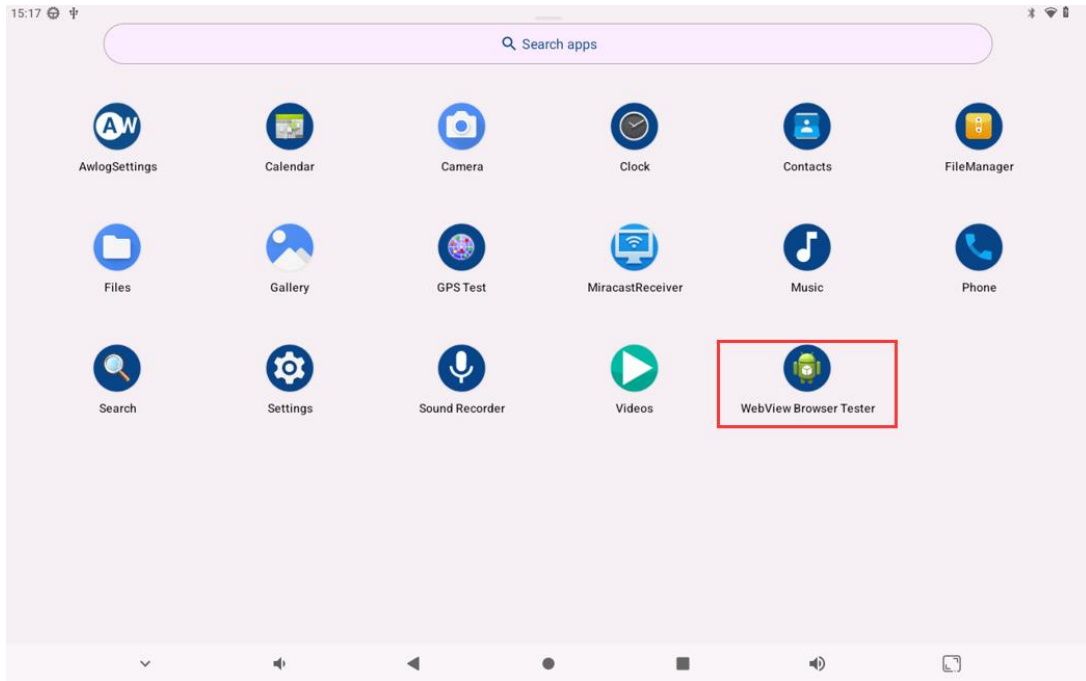 15:17
Search apps
AW
AwlogSettings
Calendar
Camera
Clock
Contacts
FileManager
Files
Gallery
GPS Test
MiracastReceiver
Music
Phone
Search
Settings
Sound Recorder
Videos
WebView Browser Tester